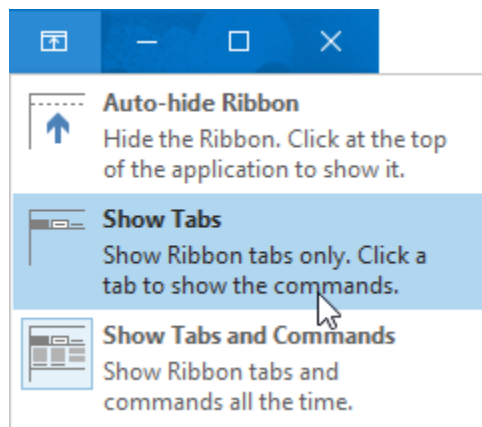 Auto-hide Ribbon
Hide the Ribbon. Click at the top
of the application to show it.
Show Tabs
Show Ribbon tabs only. Click a
tab to show the commands.
Show Tabs and Commands
Show Ribbon tabs and
commands all the time.